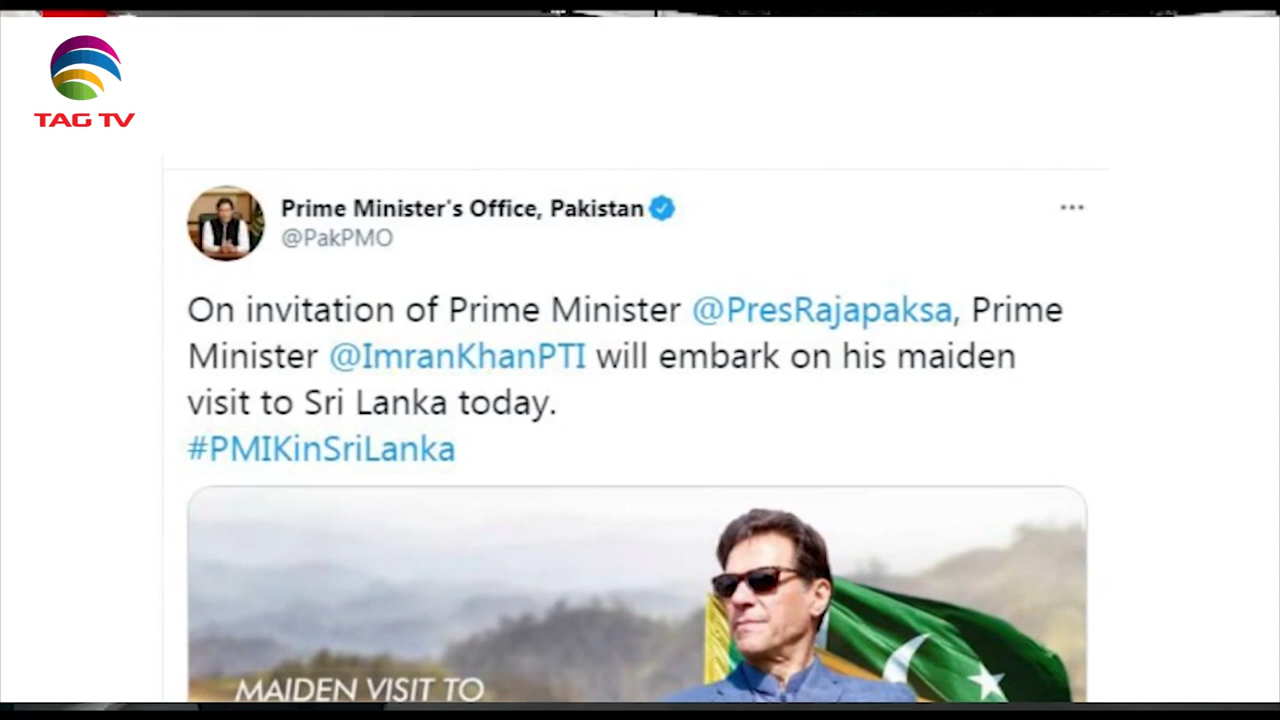 TAG TV
Prime Minister's Office, Pakistan
@PakPMO
On invitation of Prime Minister @PresRajapaksa, Prime
Minister @ImranKhanPTI will embark on his maiden
visit to Sri Lanka today.
#PMIKinSriLanka
MAIDEN VISIT TO